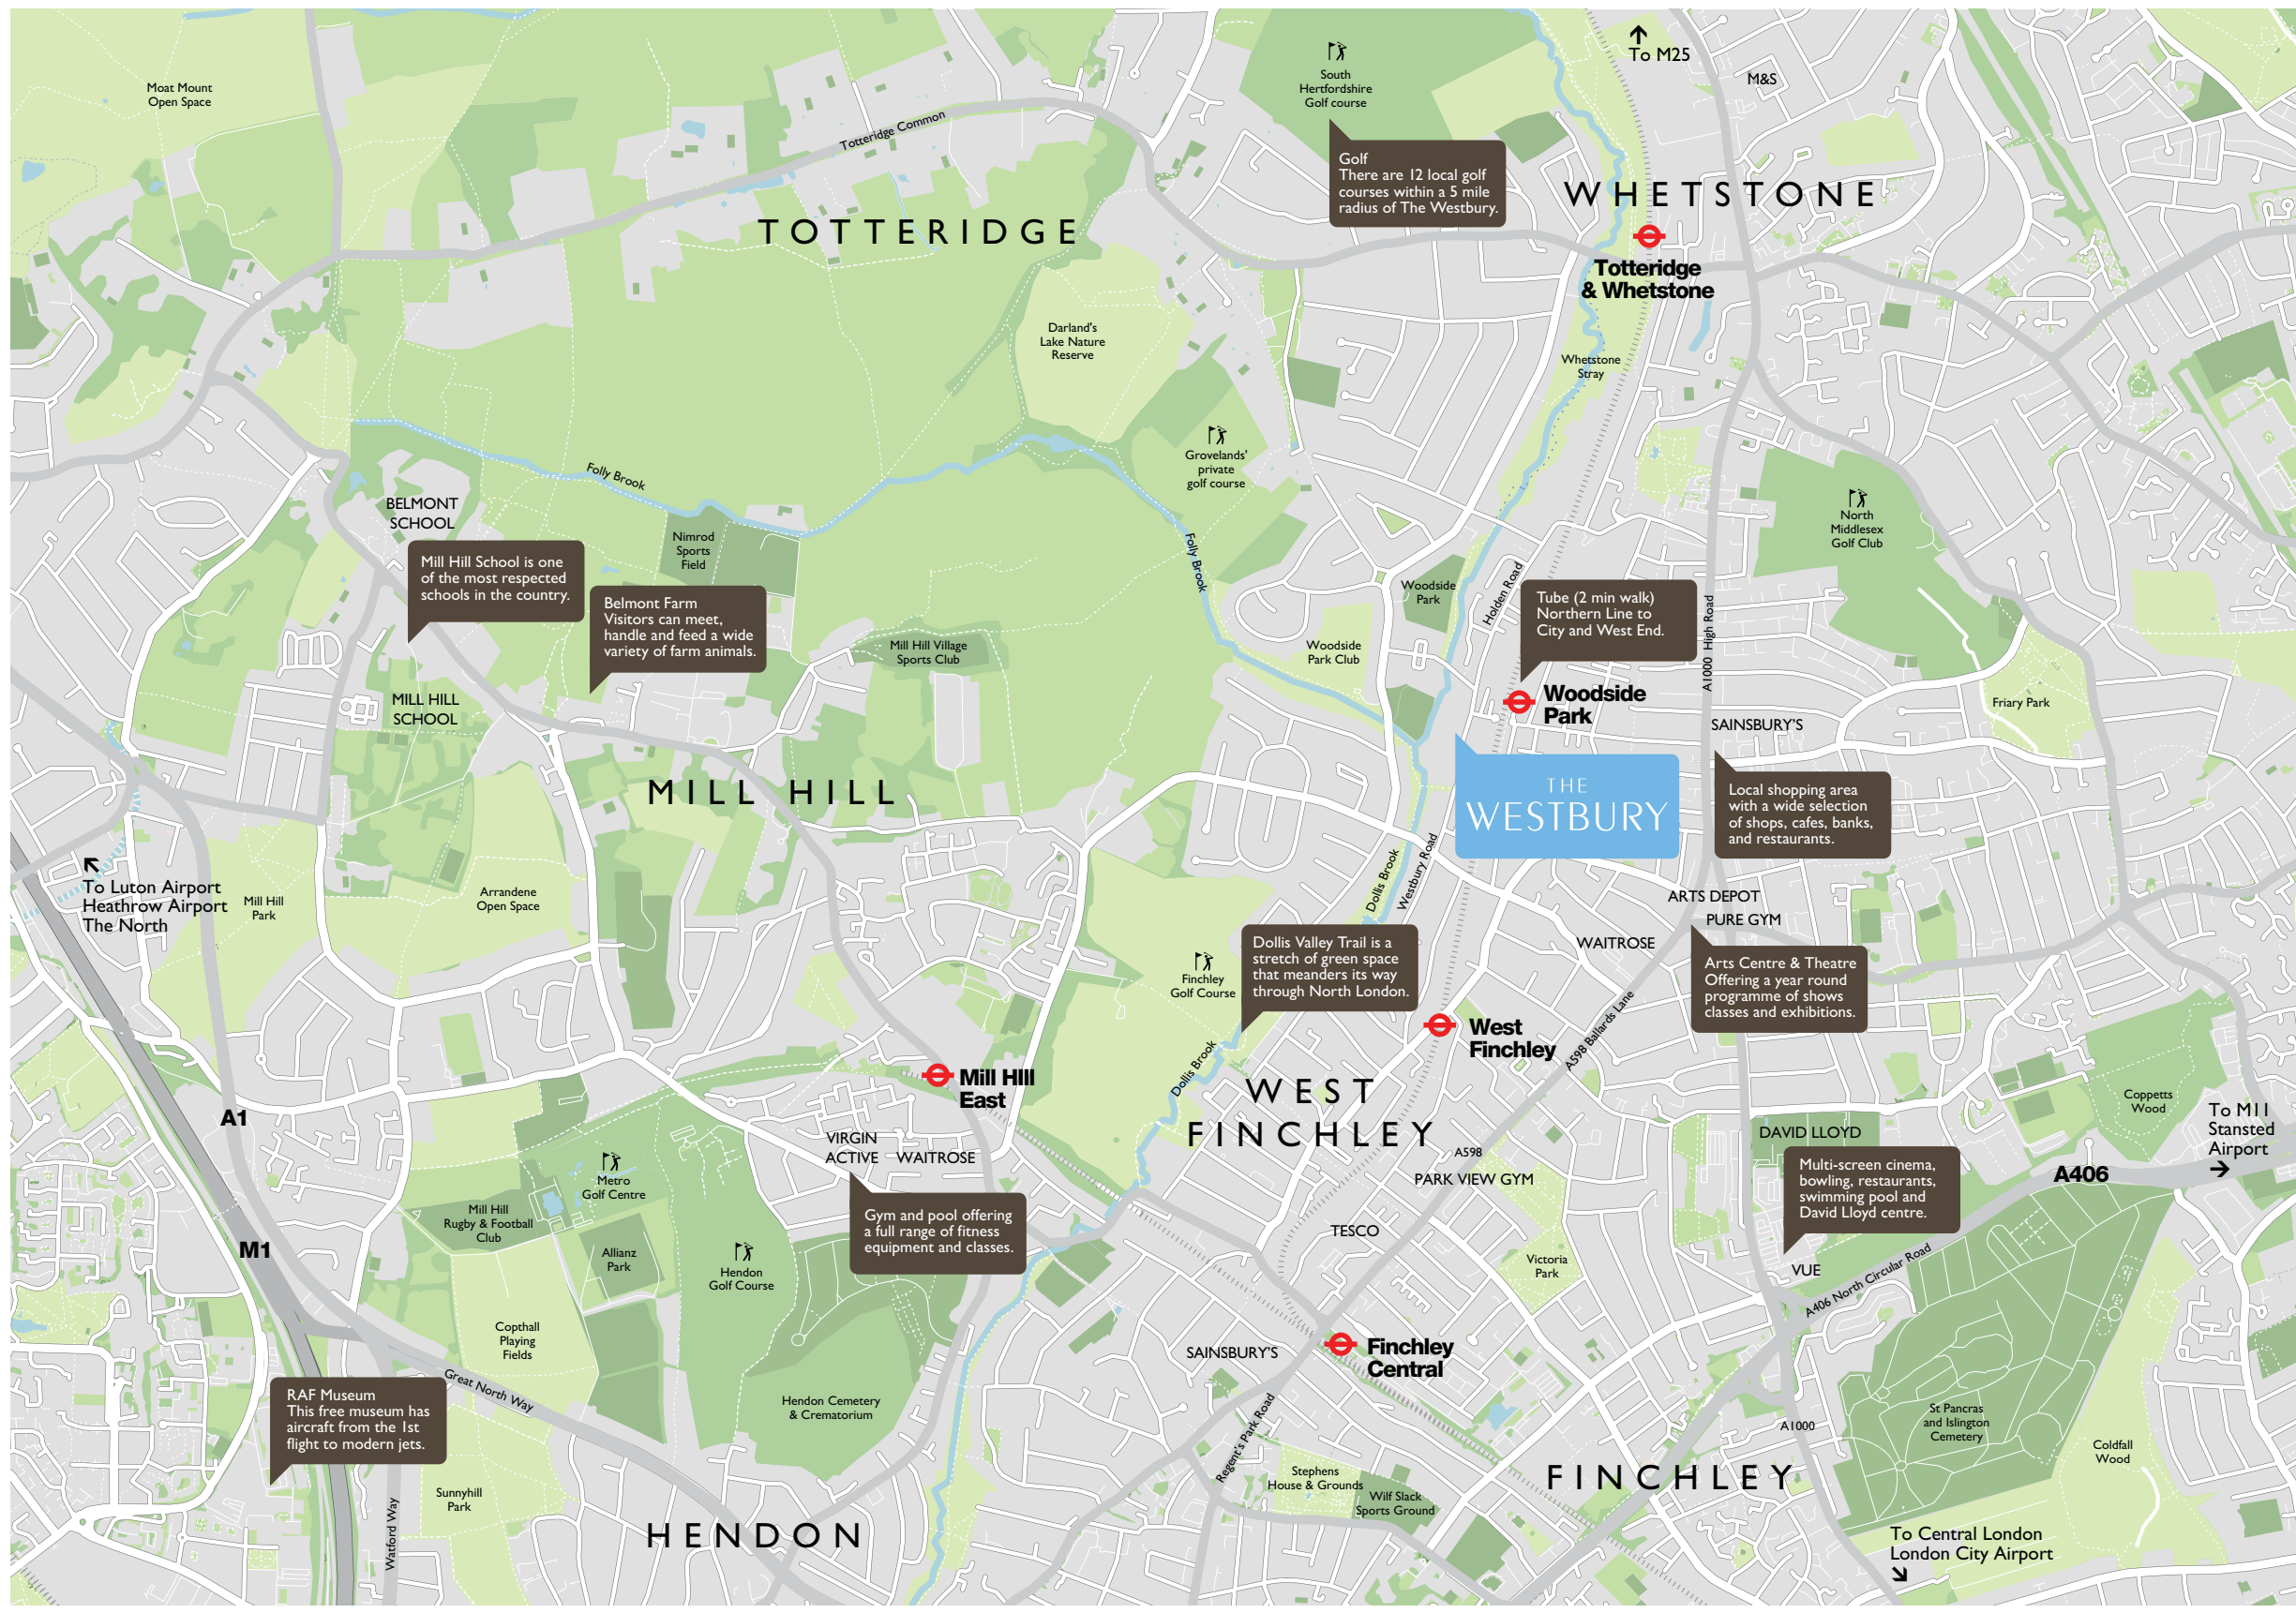 Moat Mount
Open Space
South
Hertfordshire
Golf course
To M25
M&S
Totteridge Common
Golf
There are 12 local golf
courses within a 5 mile
radius of The Westbury.
WHETSTONE
TOTTERIDGE
Totteridge
& Whetstone
Darland's
Lake Nature
Reserve
Whetstone
Stray
Grovelands'
private
golf course
Folly Brook
BELMONT
SCHOOL
Nimrod
Sports
Field
North
Middlesex
Golf Club
Folly Brook
Mill Hill School is one
of the most respected
schools in the country.
Belmont Farm
Visitors can meet,
handle and feed a wide
variety of farm animals.
Woodside
Park
Holden Road
Tube (2 min walk)
Northern Line to
City and West End.
A1000 High Road
Mill Hill Village
Sports Club
Woodside
Park Club
MILL HILL
SCHOOL
Woodside
Park
Friary Park
SAINSBURY'S
MILL HILL
THE
WESTBURY
Local shopping area
with a wide selection
of shops, cafes, banks,
and restaurants.
Dollis Brook
Westbury Road
To Luton Airport
Heathrow Airport
The North
Mill Hill
Park
Arrandene
Open Space
ARTS DEPOT
PURE GYM
WAITROSE
Finchley
Golf Course
Dollis Valley Trail is a
stretch of green space
that meanders its way
through North London.
Arts Centre & Theatre
Offering a year round
programme of shows
classes and exhibitions.
West
Finchley
A598 Ballards Lane
Dollis Brook
Mill HIll
East
A1
WEST
FINCHLEY
Coppetts
Wood
To M11
Stansted
Airport
VIRGIN
ACTIVE
WAITROSE
DAVID LLOYD
A598
PARK VIEW GYM
Multi-screen cinema,
bowling, restaurants,
swimming pool and
David Lloyd centre.
A406
Metro
Golf Centre
Mill Hill
Rugby & Football
Club
Gym and pool offering
a full range of fitness
equipment and classes.
TESCO
M1
Allianz
Park
Hendon
Golf Course
Victoria
Park
VUE
A406 North Circular Road
Copthall
Playing
Fields
SAINSBURY'S
Finchley
Central
RAF Museum
This free museum has
aircraft from the 1st
flight to modern jets.
Great North Way
Hendon Cemetery
& Crematorium
Regent's Park Road
A1000
St Pancras
and Islington
Cemetery
Coldfall
Wood
Sunnyhill
Park
Stephens
House & Grounds
Wilf Slack
Sports Ground
FINCHLEY
Watford Way
HENDON
To Central London
London City Airport